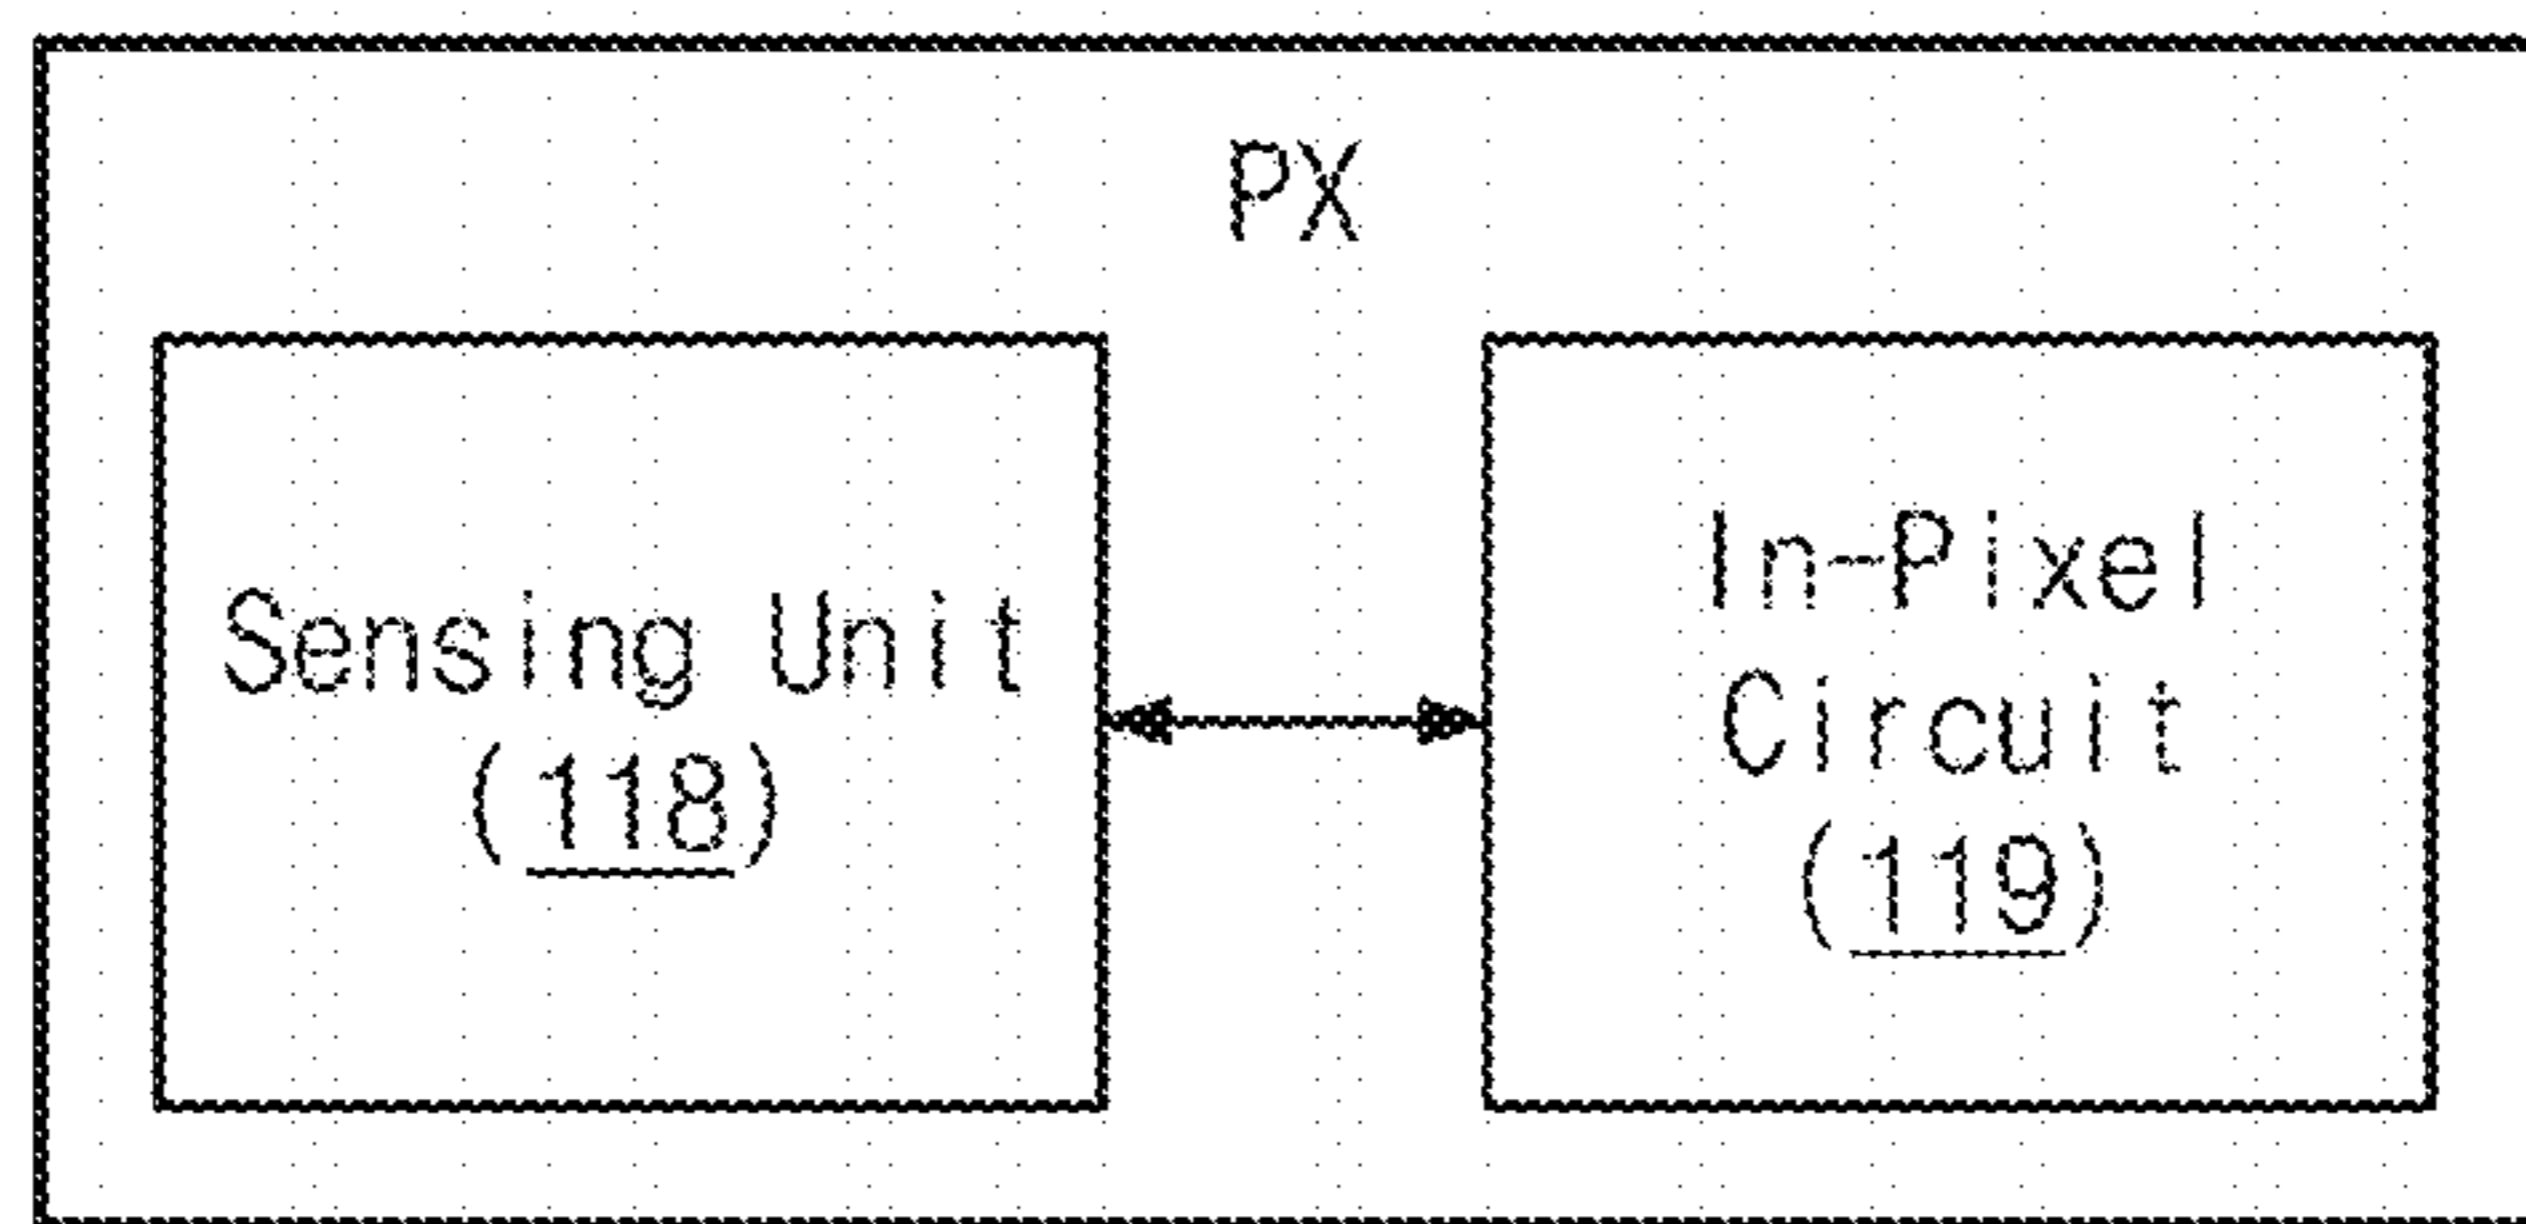 PX
Sensing Unit
(118)
In-Pixel
Circuit
(119)